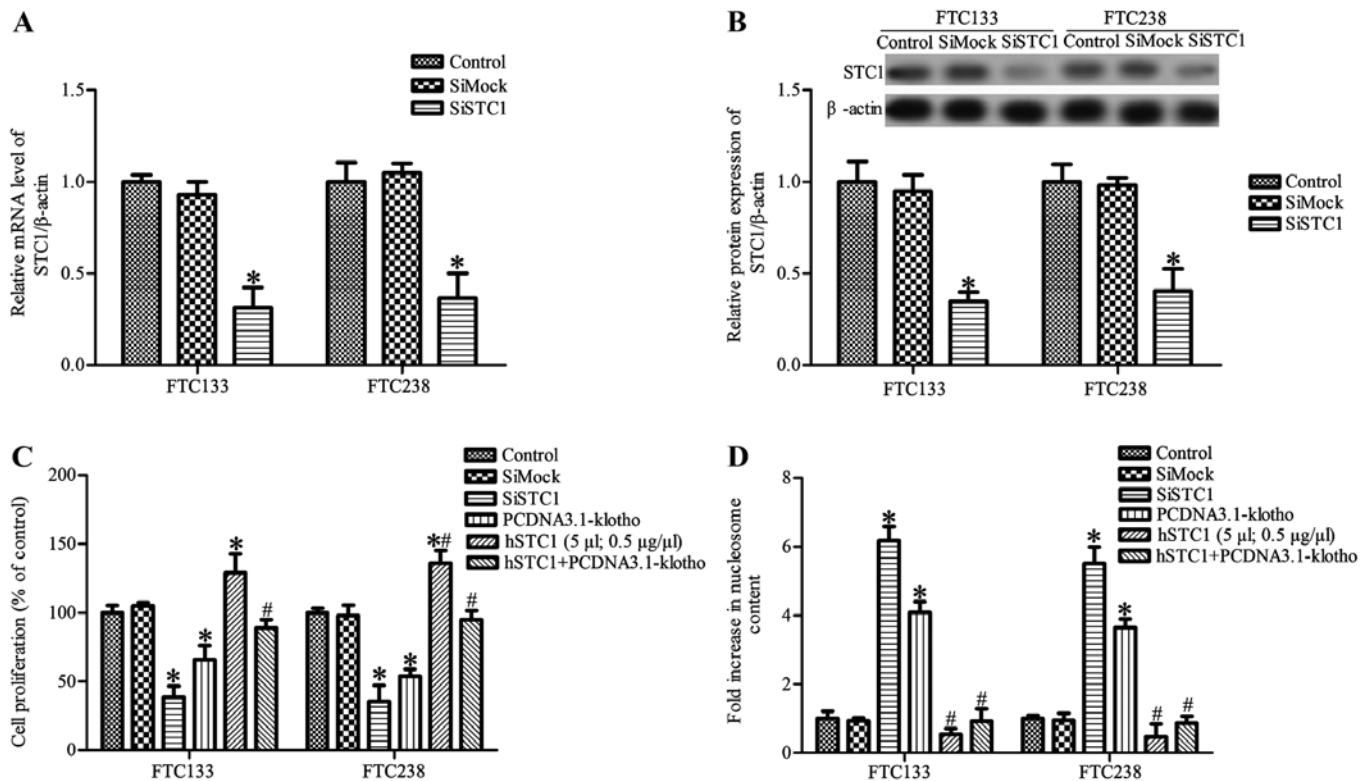 A
Control
SiMock
SiSTC1
1.5
1.0
0.5
0.0
Relative mRNA level of
STC1/β-actin
*
*
FTC133
FTC238
B
FTC133
FTC238
Control SiMock SiSTC1
Control SiMock SiSTC1
STC1
β -actin
1.5
1.0
0.5
0.0
Relative protein expression of
STC1/β-actin
*
*
Control
SiMock
SiSTC1
FTC133
FTC238
C
Control
SiMock
SiSTC1
PCDNA3.1-klotho
hSTC1 (5 µl; 0.5 µg/µl)
hSTC1+PCDNA3.1-klotho
200
150
100
50
0
Cell proliferation (% of control)
*
*
*
#
*
*
*#
#
FTC133
FTC238
D
Control
SiMock
SiSTC1
PCDNA3.1-klotho
hSTC1 (5 µl; 0.5 µg/µl)
hSTC1+PCDNA3.1-klotho
8
6
4
2
0
Fold increase in nucleosome
content
*
*
#
#
*
*
#
#
FTC133
FTC238